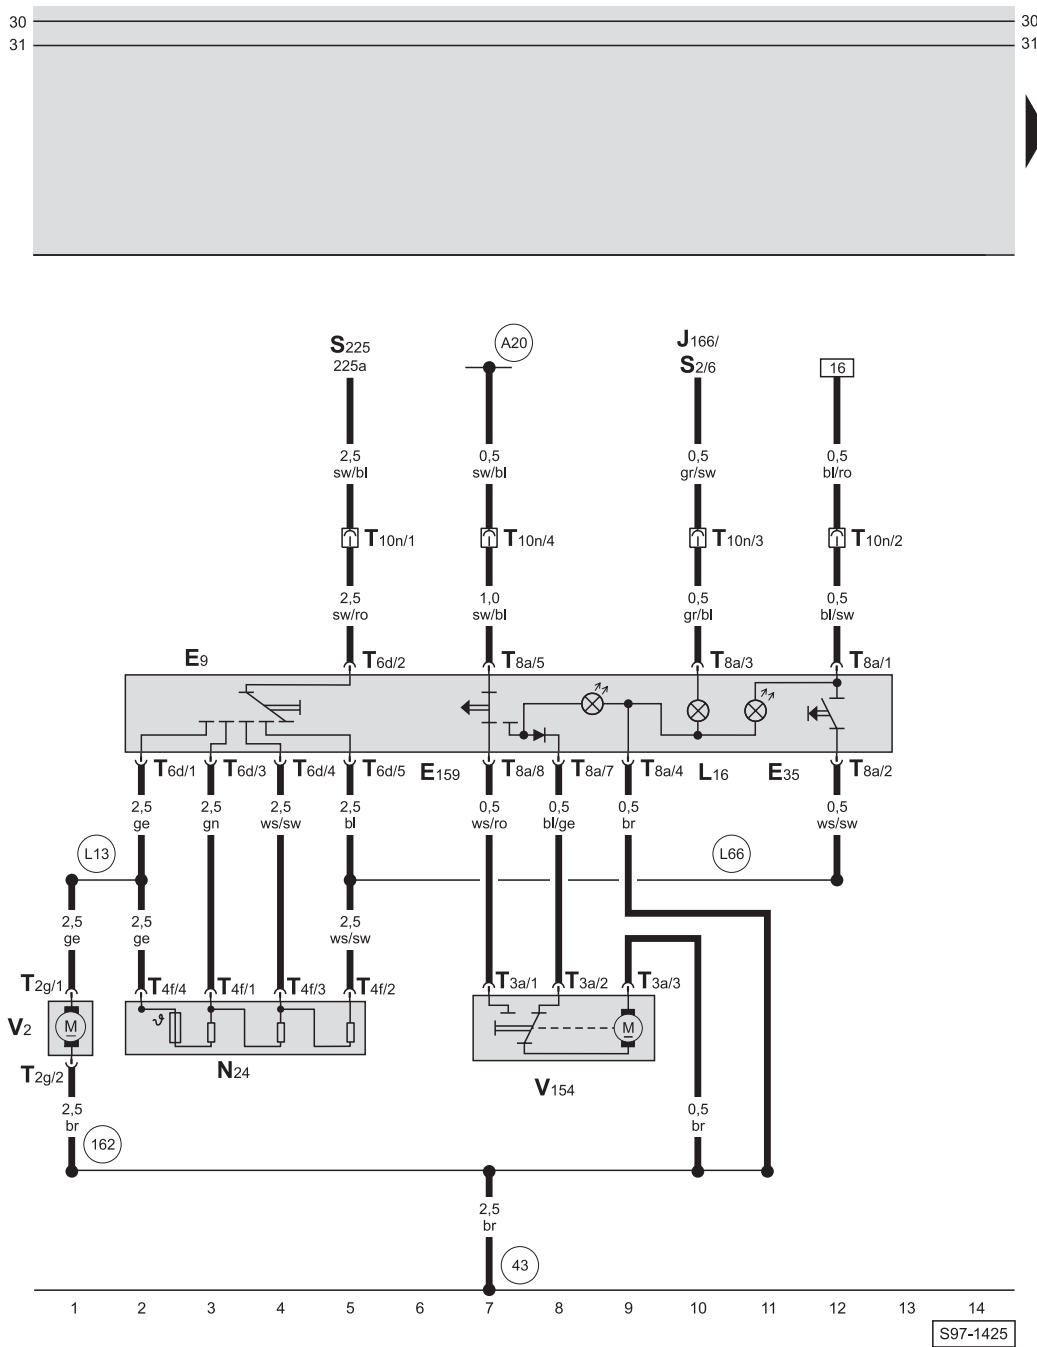 30 30
31 31
S225
225a
A20
J166/
S2/6
16
2,5
sw/bl
0,5
sw/bl
0,5
gr/sw
0,5
bl/ro
T10n/1 T10n/4 T10n/3 T10n/2
2,5
sw/ro
1,0
sw/bl
0,5
gr/bl
0,5
bl/sw
E9 T6d/2 T8a/5 T8a/3 T8a/1
T6d/1 T6d/3 T6d/4 T6d/5 E159 T8a/8 T8a/7 T8a/4 L16 E35 T8a/2
2,5
ge
2,5
gn
2,5
ws/sw
2,5
bl
0,5
ws/ro
0,5
bl/ge
0,5
br
0,5
ws/sw
L13 L66
2,5
ge
2,5
ge
2,5
ws/sw
T2g/1 T4f/4 T4f/1 T4f/3 T4f/2 T3a/1 T3a/2 T3a/3
V2 M ϑ M
T2g/2 N24 V154
2,5
br
0,5
br
162
2,5
br
43
1 2 3 4 5 6 7 8 9 10 11 12 13 14
S97-1425